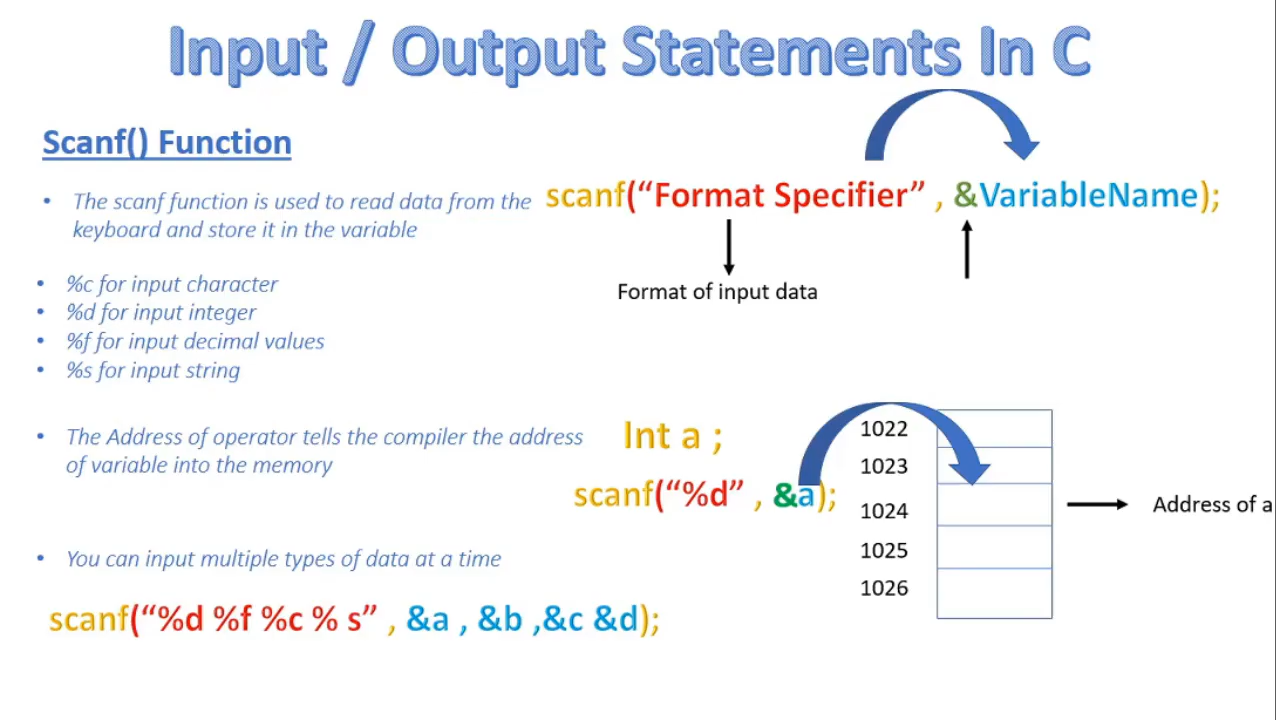 Input / Output Statements In C
Scanf() Function
• The scanf function is used to read data from the
keyboard and store it in the variable
• %c for input character
• %d for input integer
• %f for input decimal values
• %s for input string
• The Address of operator tells the compiler the address
of variable into the memory
• You can input multiple types of data at a time
scanf(“%d %f %c % s” , &a , &b ,&c &d);
scanf(“Format Specifier” , &VariableName);
Format of input data
Int a ;
scanf(“%d” , &a);
1022
1023
1024
1025
1026
Address of a